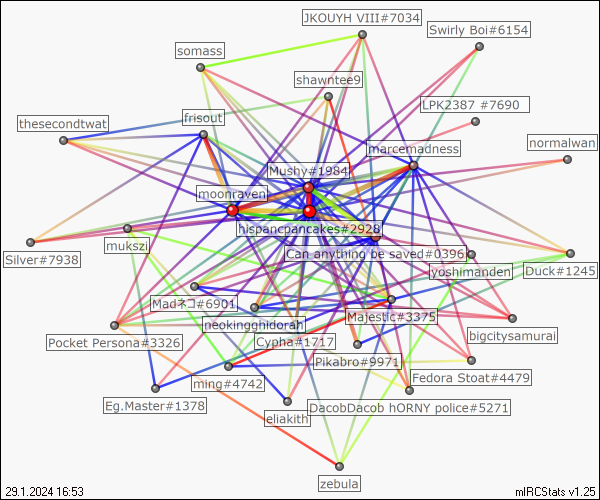 JKOUYH VIII#7034
Swirly Boi#6154
somass
shawntee9
LPK2387 #7690
thesecondtwat
frisout
normalwan
marcemadness
Mushy#1984
moonraven
hispancpancakes#2928
mukszi
Can anything be saved#0396
Silver#7938
yoshimanden
Duck#1245
Madネコ#6901
neokingghidorah
Majestic#3375
bigcitysamurai
Pocket Persona#3326
Cypha#1717
Pikabro#9971
Fedora Stoat#4479
ming#4742
Eg.Master#1378
DacobDacob hORNY police#5271
eliakith
zebula
29.1.2024 16:53
mIRCStats v1.25